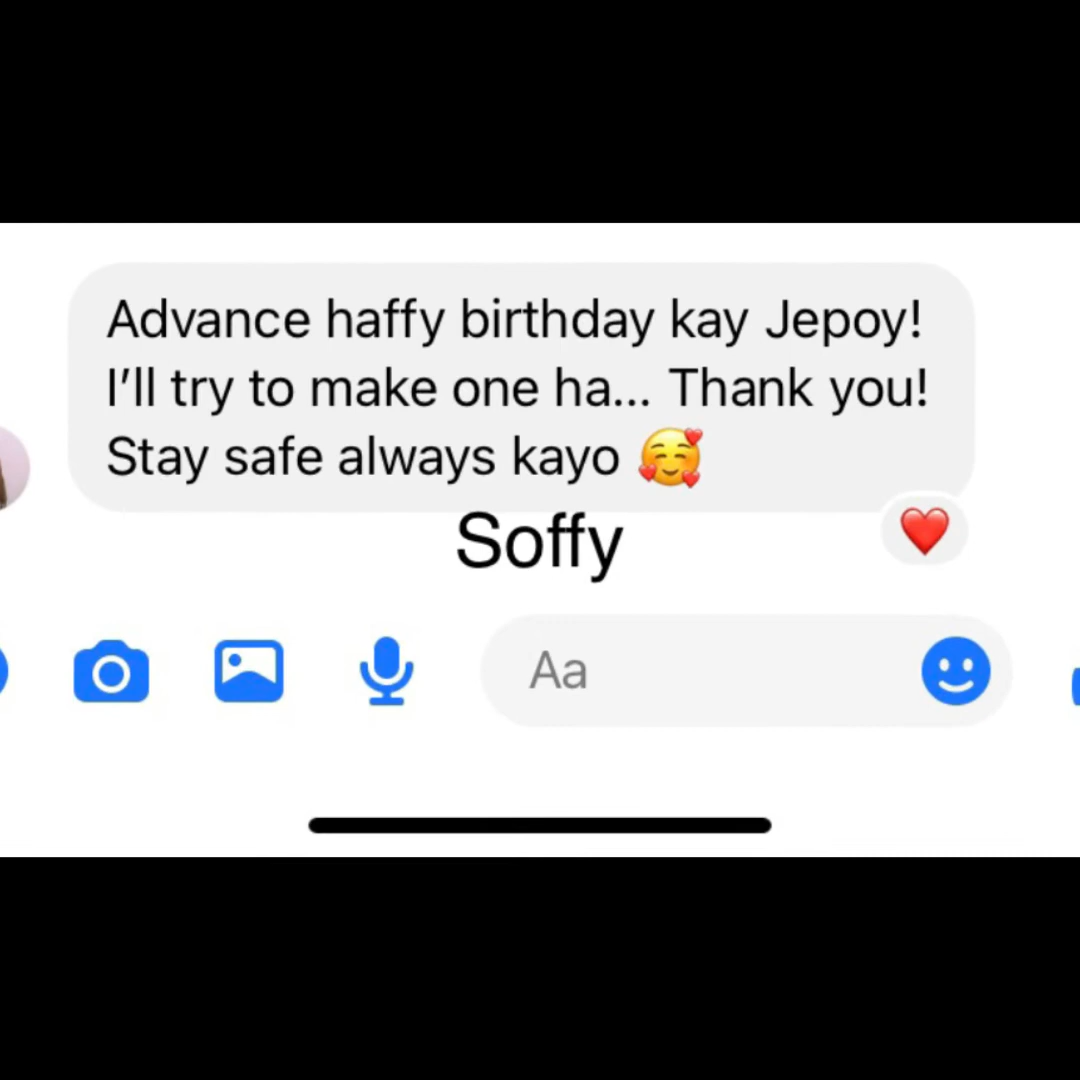 Advance haffy birthday kay Jepoy!
I'll try to make one ha... Thank you!
Stay safe always kayo 🥰
Soffy
Aa